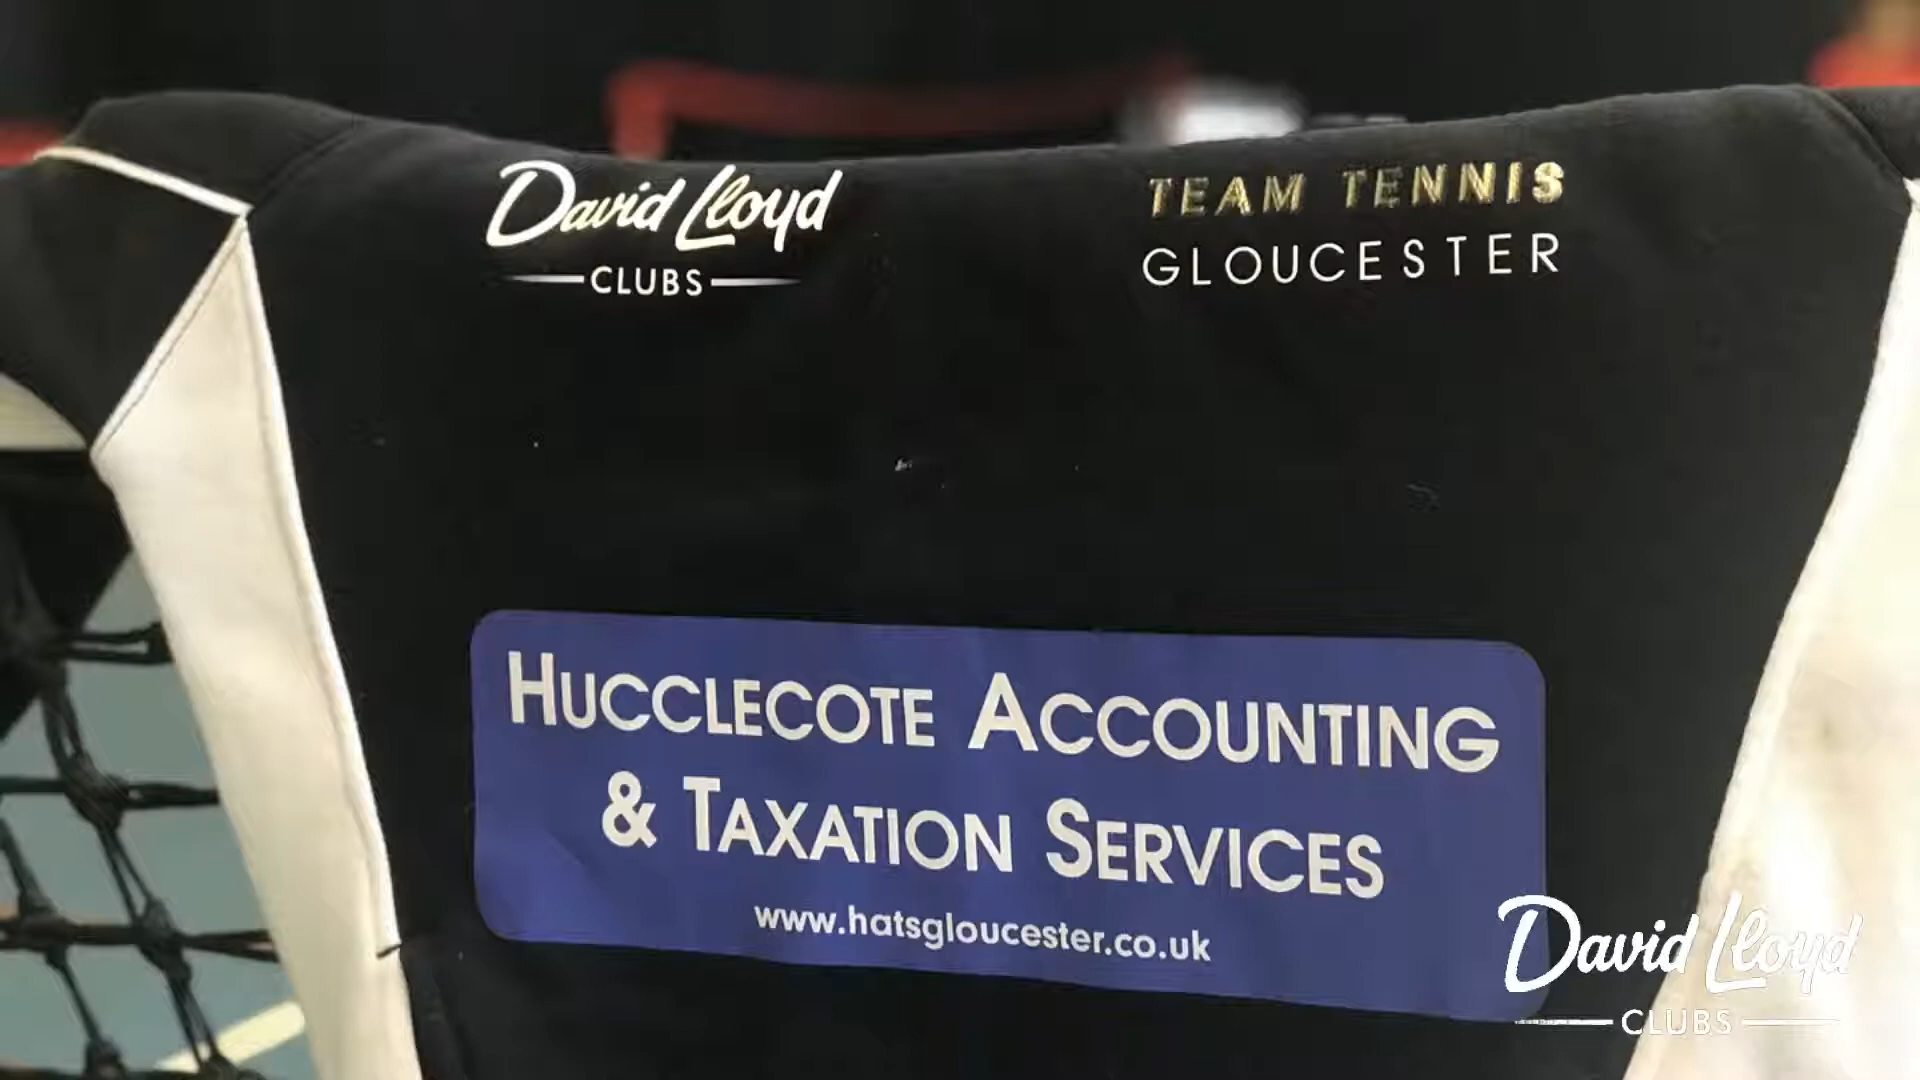 David Lloyd
CLUBS
TEAM TENNIS
GLOUCESTER
HUCCLECOTE ACCOUNTING
& TAXATION SERVICES
www.hatsgloucester.co.uk
David Lloyd
CLUBS